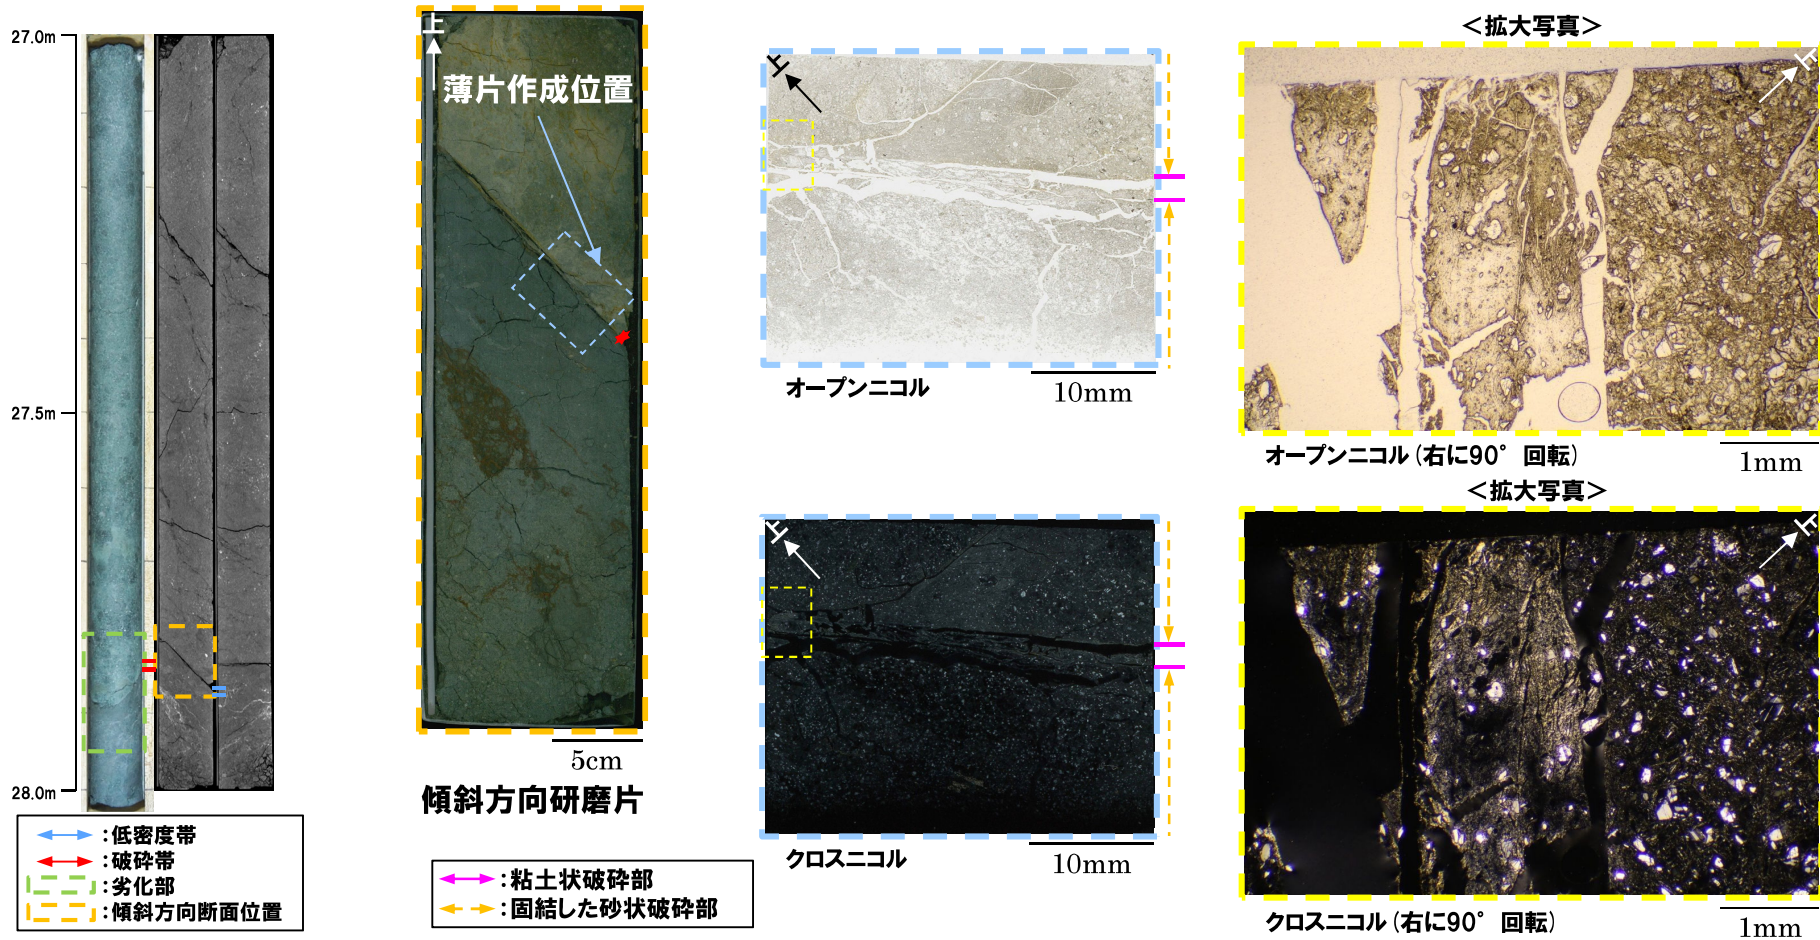 27.0m
27.5m
28.0m
:低密度帯
:破砕帯
:劣化部
:傾斜方向断面位置
上
薄片作成位置
5cm
傾斜方向研磨片
:粘土状破砕部
:固結した砂状破砕部
上
オープンニコル
10mm
上
クロスニコル
10mm
<拡大写真>
上
オープンニコル(右に90°回転)
1mm
<拡大写真>
上
クロスニコル(右に90°回転)
1mm